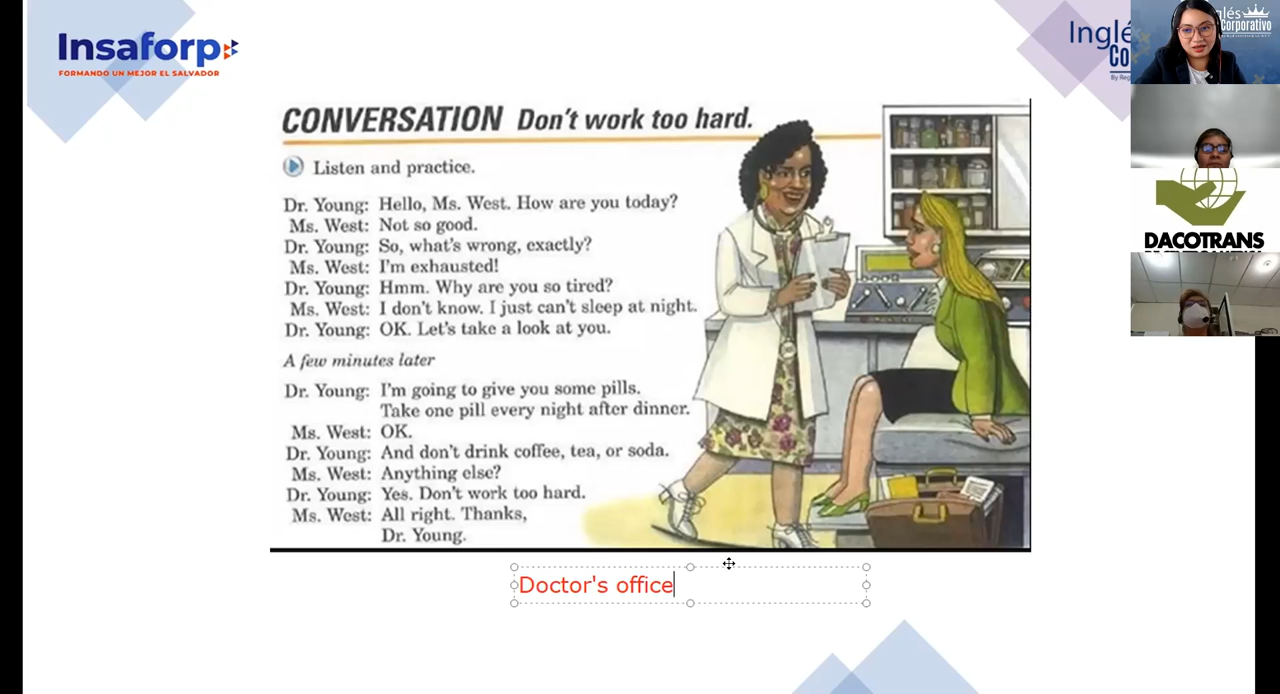 Insaforp
FORMANDO UN MEJOR EL SALVADOR
Inglés
Corporativo
CONVERSATION Don't work too hard.
Listen and practice.
Dr. Young: Hello, Ms. West. How are you today?
Ms. West: Not so good.
Dr. Young: So, what's wrong, exactly?
Ms. West: I'm exhausted!
Dr. Young: Hmm. Why are you so tired?
Ms. West: I don't know. I just can't sleep at night.
Dr. Young: OK. Let's take a look at you.
A few minutes later
Dr. Young: I'm going to give you some pills.
Take one pill every night after dinner.
Ms. West: OK.
Dr. Young: And don't drink coffee, tea, or soda.
Ms. West: Anything else?
Dr. Young: Yes. Don't work too hard.
Ms. West: All right. Thanks,
Dr. Young.
Doctor's office
DACOTRANS